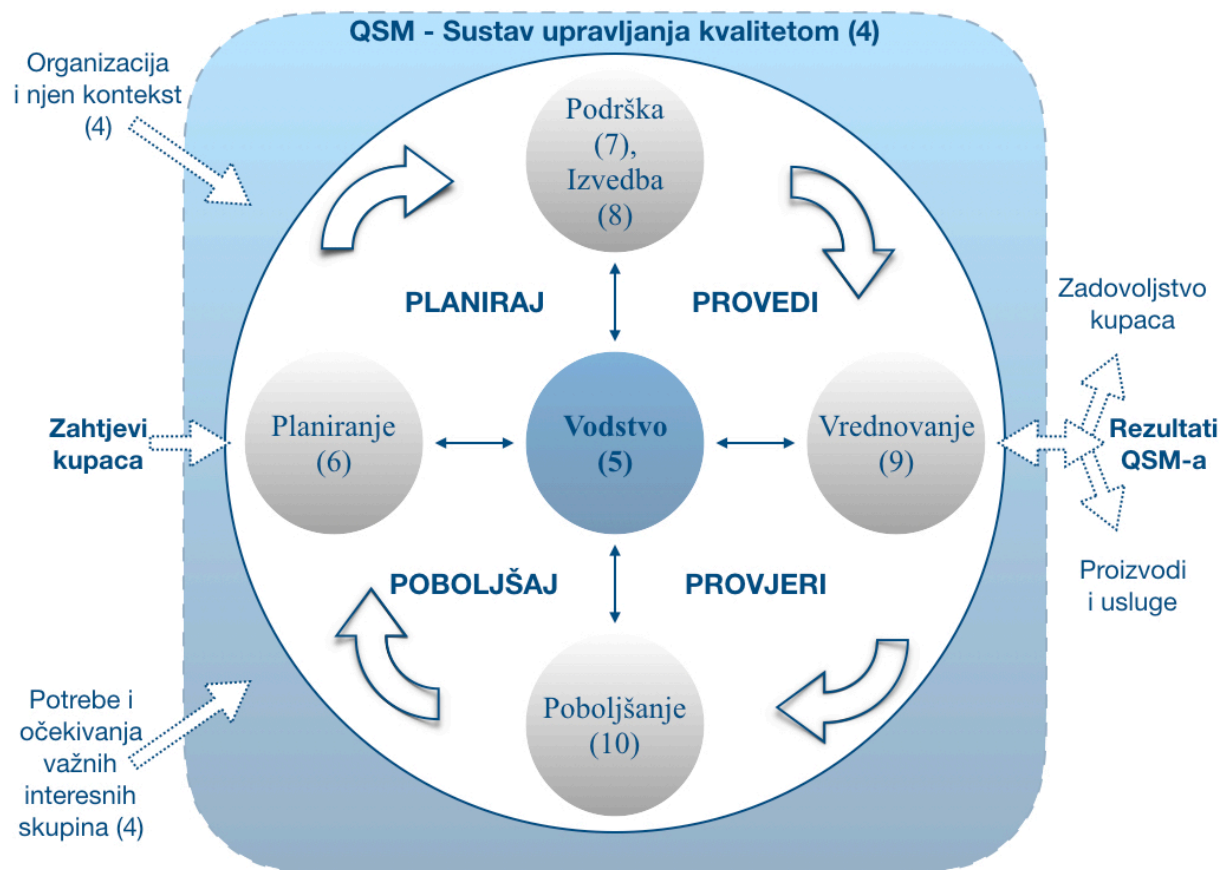 QSM - Sustav upravljanja kvalitetom (4)
Organizacija
i njen kontekst
(4)
Podrška
(7),
Izvedba
(8)
PLANIRAJ
PROVEDI
Zadovoljstvo
kupaca
Zahtjevi
kupaca
Planiranje
(6)
Vodstvo
(5)
Vrednovanje
(9)
Rezultati
QSM-a
POBOLJŠAJ
PROVJERI
Proizvodi
i usluge
Potrebe i
očekivanja
važnih
interesnih
skupina (4)
Poboljšanje
(10)